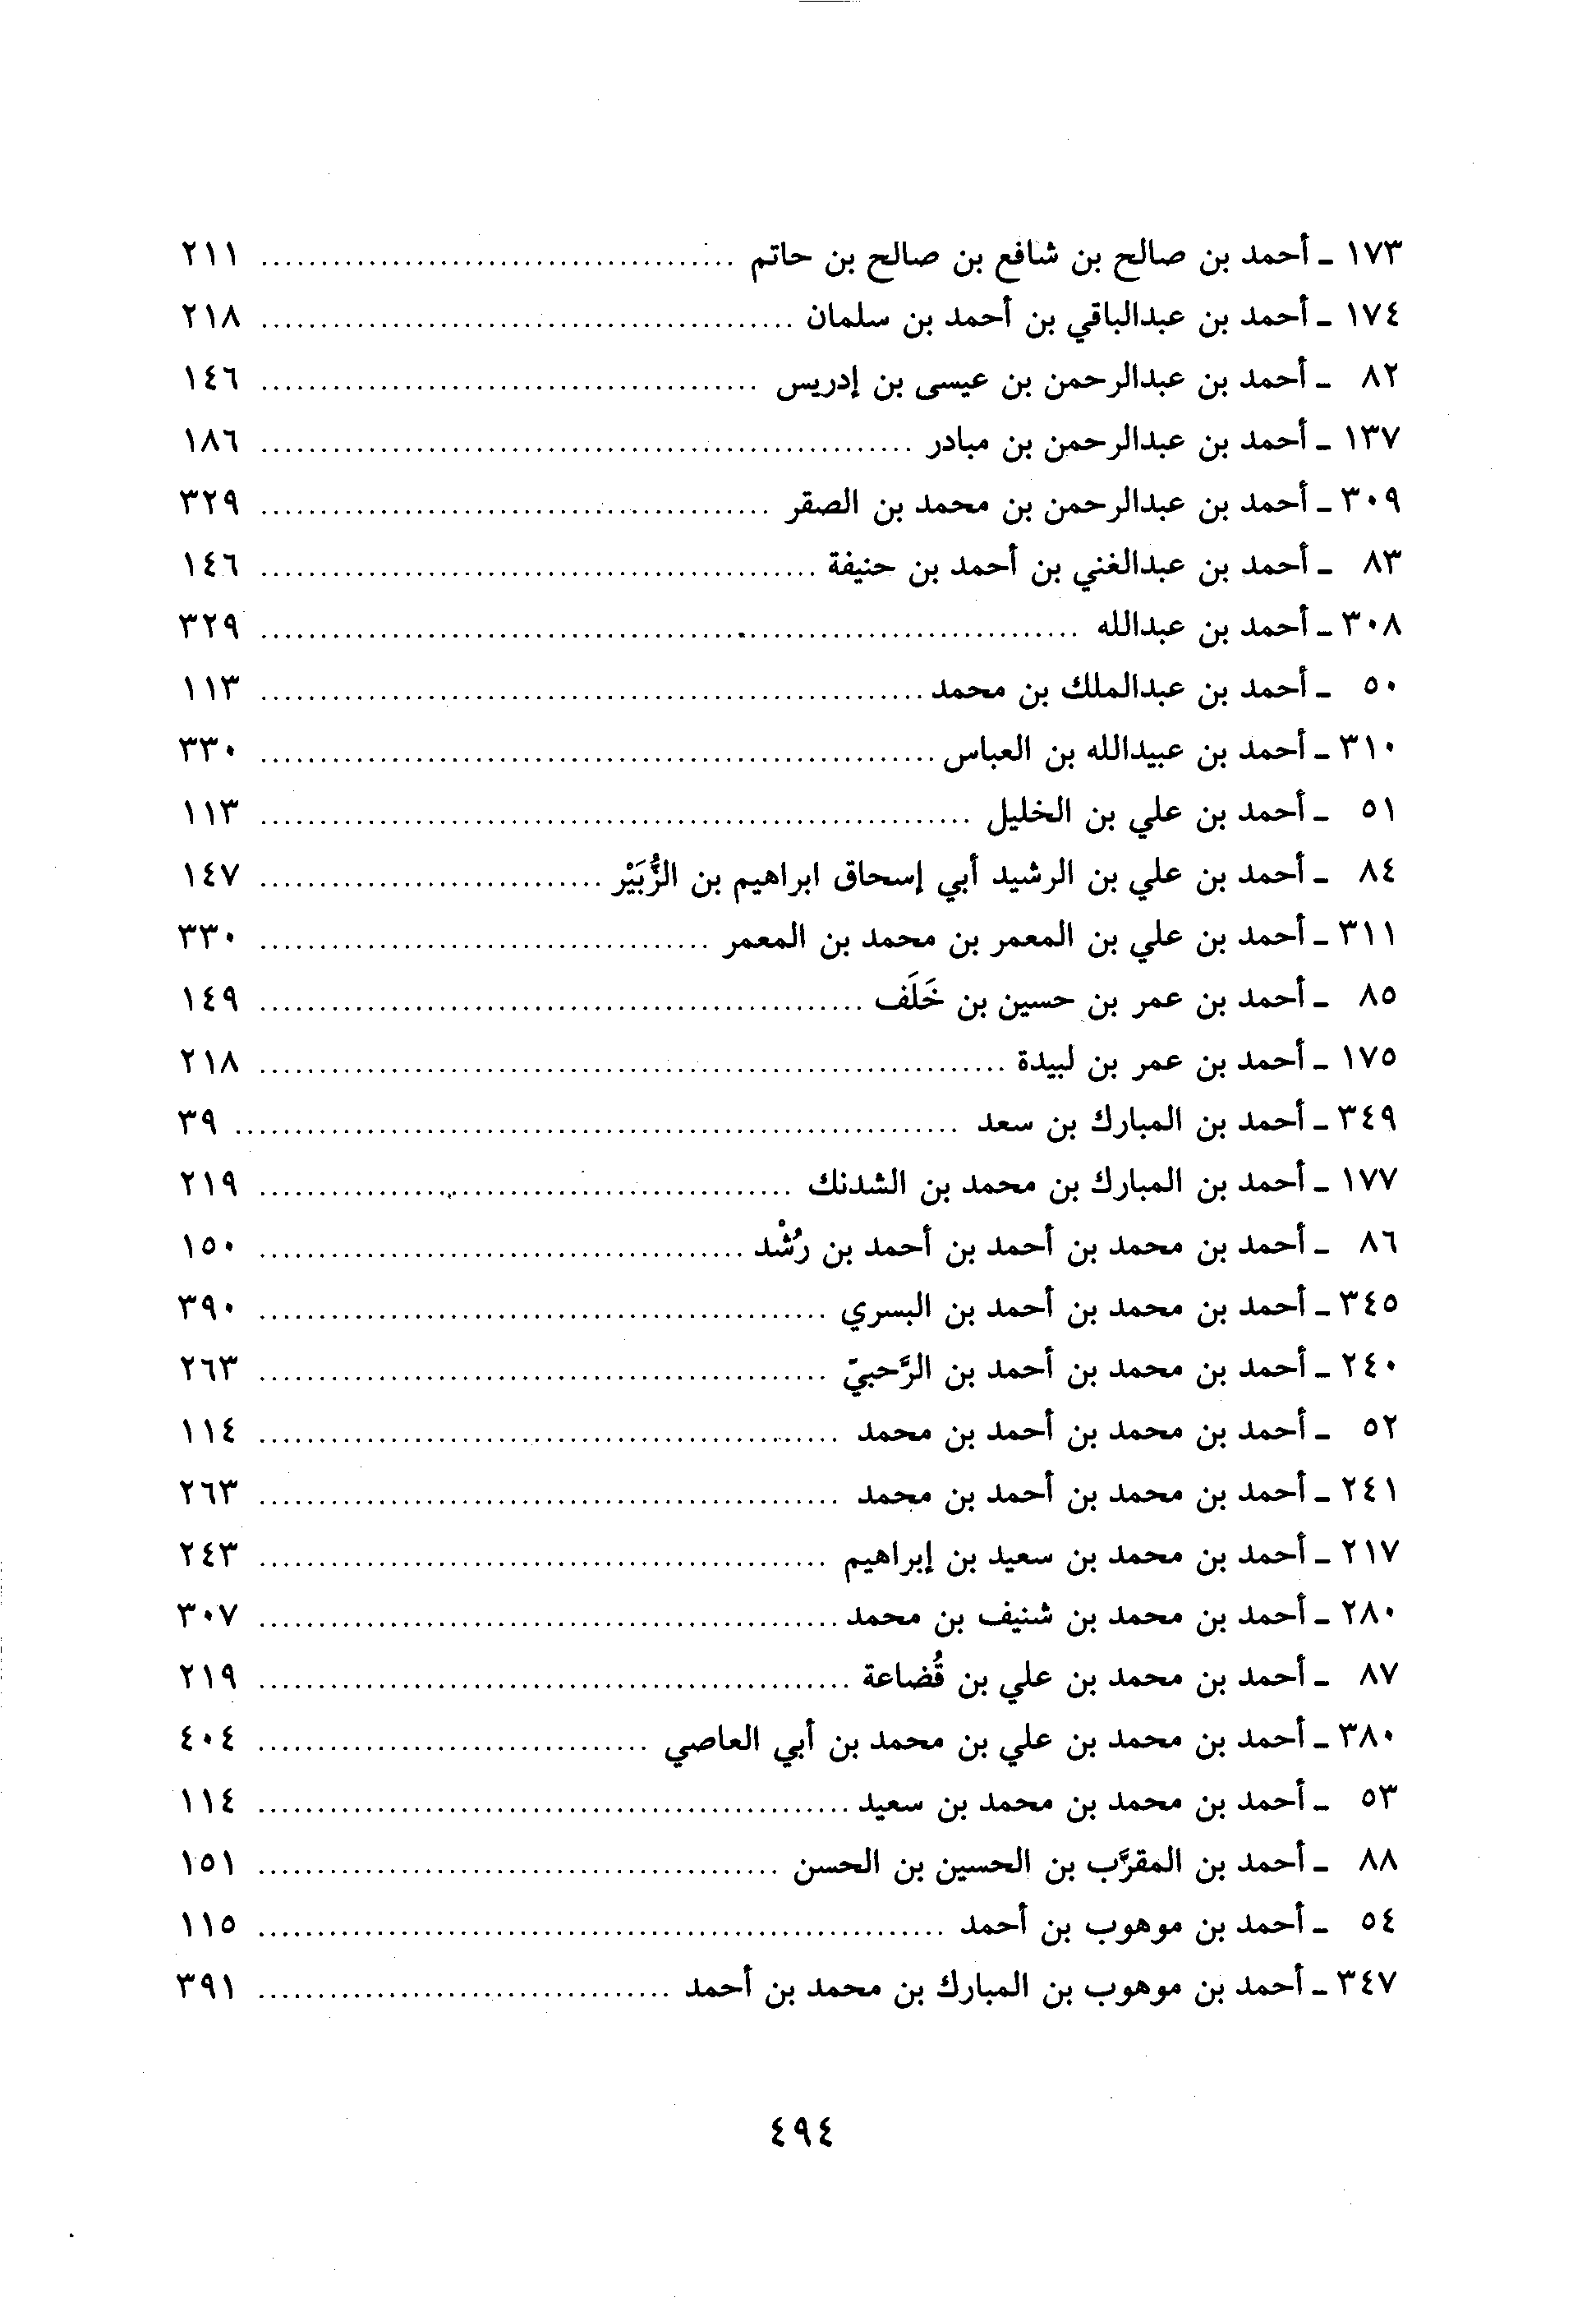 ١٧٣ ـ أحمد بن صالح بن شافع بن صالح بن حاتم ........................................ ٢١١
١٧٤ ـ أحمد بن عبدالباقي بن أحمد بن سلمان ........................................ ٢١٨
٨٢ ـ أحمد بن عبدالرحمن بن عيسى بن إدريس ........................................ ١٤٦
١٣٧ ـ أحمد بن عبدالرحمن بن مبادر ........................................ ١٨٦
٣٠٩ ـ أحمد بن عبدالرحمن بن محمد بن الصقر ........................................ ٣٢٩
٨٣ ـ أحمد بن عبدالغني بن أحمد بن حنيفة ........................................ ١٤٦
٣٠٨ ـ أحمد بن عبدالله ........................................ ٣٢٩
٥٠ ـ أحمد بن عبدالملك بن محمد ........................................ ١١٣
٣١٠ ـ أحمد بن عبيدالله بن العباس ........................................ ٣٣٠
٥١ ـ أحمد بن علي بن الخليل ........................................ ١١٣
٨٤ ـ أحمد بن علي بن الرشيد أبي إسحاق ابراهيم بن الزُّبَيْر ........................................ ١٤٧
٣١١ ـ أحمد بن علي بن المعمر بن محمد بن المعمر ........................................ ٣٣٠
٨٥ ـ أحمد بن عمر بن حسين بن خَلَف ........................................ ١٤٩
١٧٥ ـ أحمد بن عمر بن لبيدة ........................................ ٢١٨
٣٤٩ ـ أحمد بن المبارك بن سعد ........................................ ٣٩
١٧٧ ـ أحمد بن المبارك بن محمد بن الشدنك ........................................ ٢١٩
٨٦ ـ أحمد بن محمد بن أحمد بن أحمد بن رُشْد ........................................ ١٥٠
٣٤٥ ـ أحمد بن محمد بن أحمد بن البسري ........................................ ٣٩٠
٢٤٠ ـ أحمد بن محمد بن أحمد بن الرَّحبيّ ........................................ ٢٦٣
٥٢ ـ أحمد بن محمد بن أحمد بن محمد ........................................ ١١٤
٢٤١ ـ أحمد بن محمد بن أحمد بن محمد ........................................ ٢٦٣
٢١٧ ـ أحمد بن محمد بن سعيد بن إبراهيم ........................................ ٢٤٣
٢٨٠ ـ أحمد بن محمد بن شنيف بن محمد ........................................ ٣٠٧
٨٧ ـ أحمد بن محمد بن علي بن قُضاعة ........................................ ٢١٩
٣٨٠ ـ أحمد بن محمد بن علي بن محمد بن أبي العاصي ........................................ ٤٠٤
٥٣ ـ أحمد بن محمد بن محمد بن سعيد ........................................ ١١٤
٨٨ ـ أحمد بن المقرَّب بن الحسين بن الحسن ........................................ ١٥١
٥٤ ـ أحمد بن موهوب بن أحمد ........................................ ١١٥
٣٤٧ ـ أحمد بن موهوب بن المبارك بن محمد بن أحمد ........................................ ٣٩١
٤٩٤